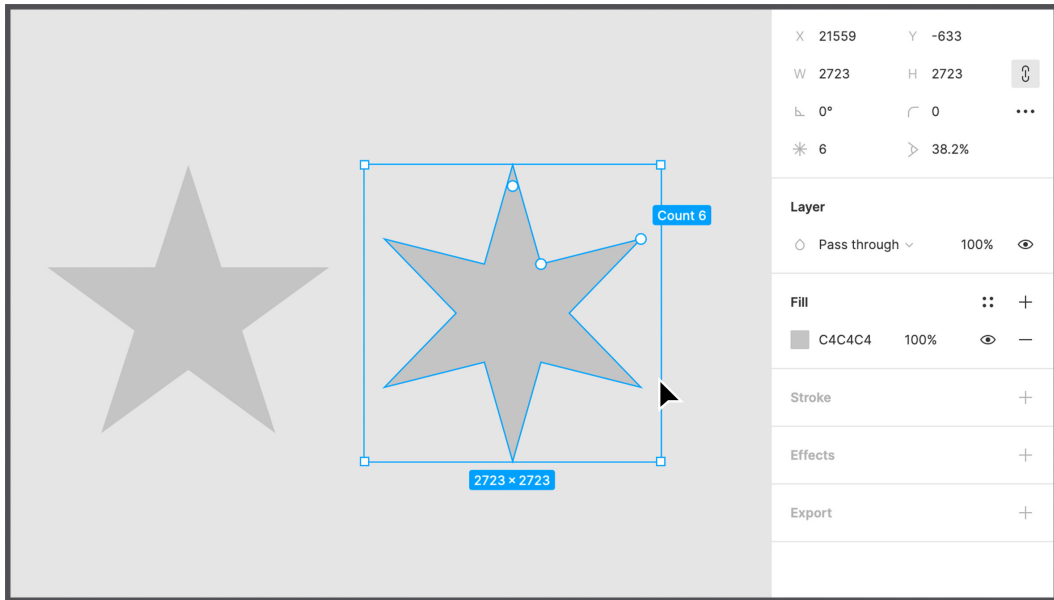 X 21559 Y -633
W 2723 H 2723
0° 0
6 38.2%
Count 6
Layer
Pass through 100%
Fill
C4C4C4 100%
Stroke
Effects
2723 × 2723
Export